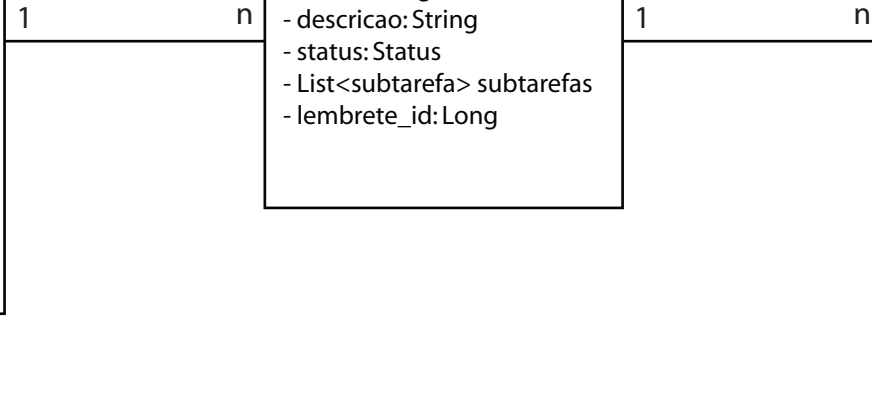 1 n
- descricao: String
1 n
- status: Status
- List<subtarefa> subtarefas
- lembrete_id: Long